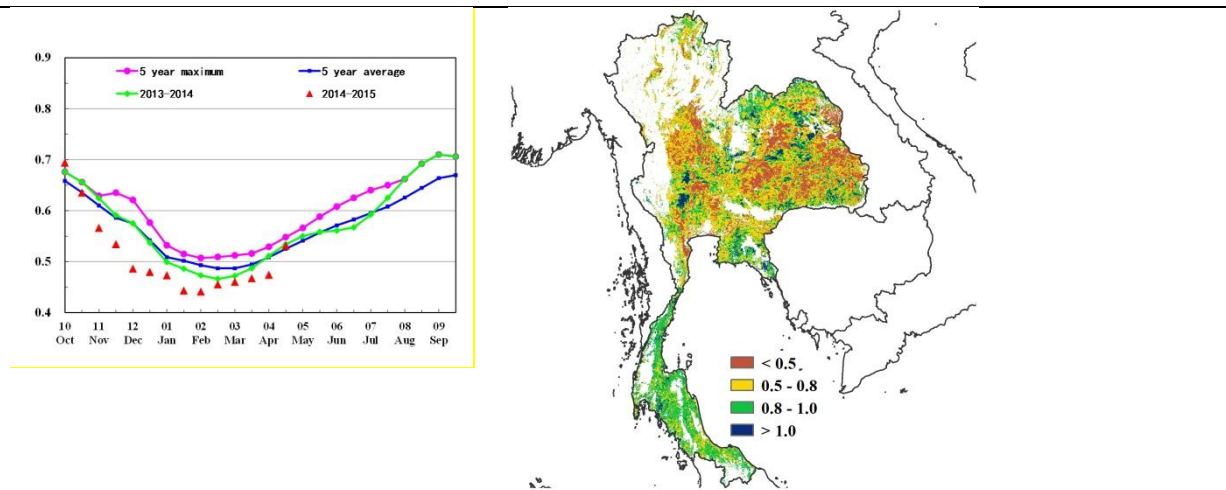 0.9
5 year maximum
5 year average
2013-2014
2014-2015
0.8
0.7
0.6
0.5
0.4
10 11 12 01 02 03 04 05 06 07 08 09
Oct Nov Dec Jan Feb Mar Apr May Jun Jul Aug Sep
< 0.5
0.5 - 0.8
0.8 - 1.0
> 1.0